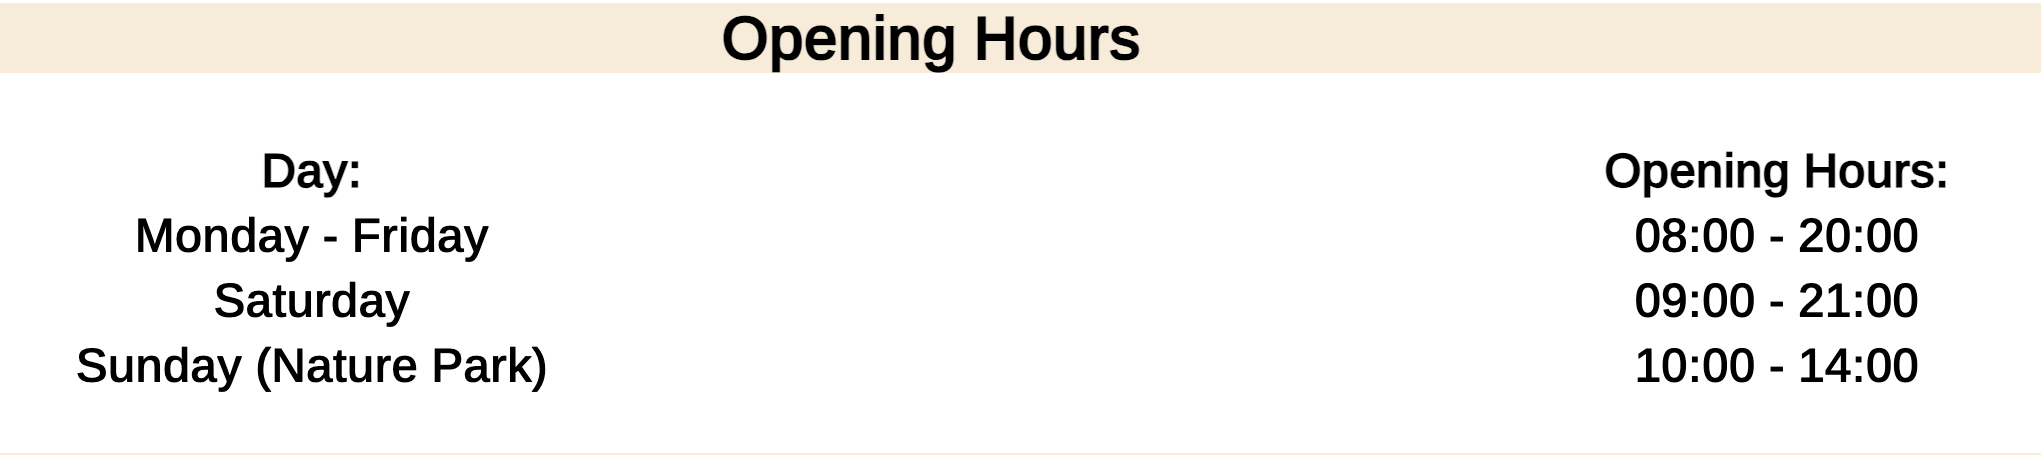 Opening Hours
Day: Opening Hours:
Monday - Friday 08:00 - 20:00
Saturday 09:00 - 21:00
Sunday (Nature Park) 10:00 - 14:00